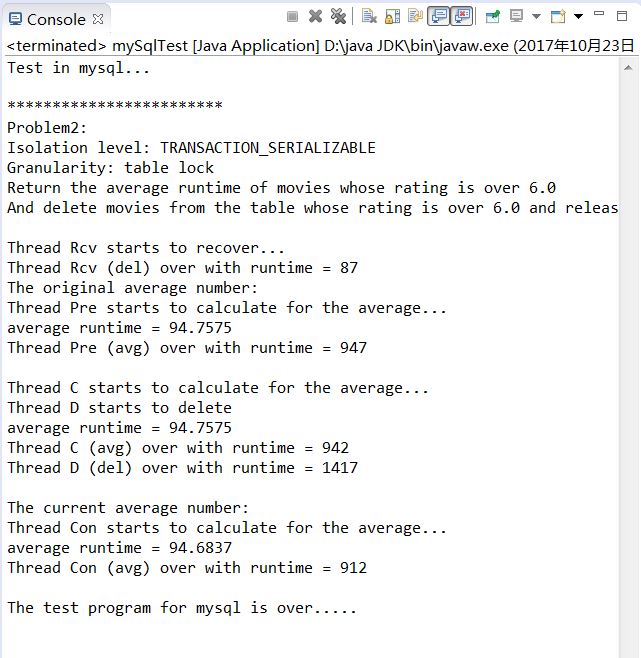 Console
<terminated> mySqlTest [Java Application] D:\java JDK\bin\javaw.exe (2017年10月23日
Test in mysql...
************************
Problem2:
Isolation level: TRANSACTION_SERIALIZABLE
Granularity: table lock
Return the average runtime of movies whose rating is over 6.0
And delete movies from the table whose rating is over 6.0 and releas
Thread Rcv starts to recover...
Thread Rcv (del) over with runtime = 87
The original average number:
Thread Pre starts to calculate for the average...
average runtime = 94.7575
Thread Pre (avg) over with runtime = 947
Thread C starts to calculate for the average...
Thread D starts to delete
average runtime = 94.7575
Thread C (avg) over with runtime = 942
Thread D (del) over with runtime = 1417
The current average number:
Thread Con starts to calculate for the average...
average runtime = 94.6837
Thread Con (avg) over with runtime = 912
The test program for mysql is over.....